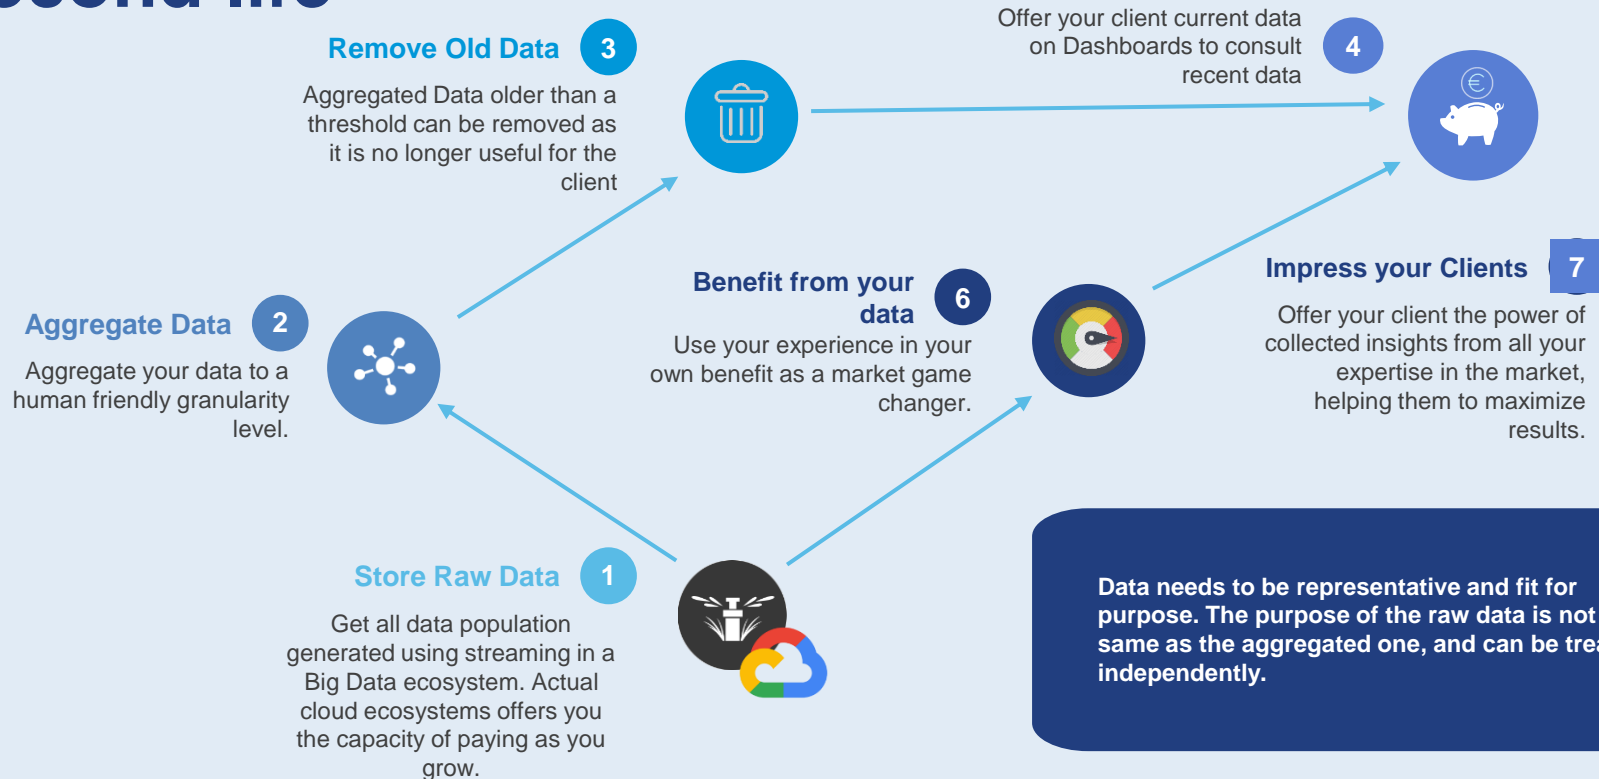 Remove Old Data
3
Aggregated Data older than a
threshold can be removed as
it is no longer useful for the
client
Offer your client current data
on Dashboards to consult
recent data
4
€
Aggregate Data
2
Aggregate your data to a
human friendly granularity
level.
Benefit from your
data
6
Use your experience in your
own benefit as a market game
changer.
Impress your Clients
7
Offer your client the power of
collected insights from all your
expertise in the market,
helping them to maximize
results.
Store Raw Data
1
Get all data population
generated using streaming in a
Big Data ecosystem. Actual
cloud ecosystems offers you
the capacity of paying as you
grow.
Data needs to be representative and fit for
purpose. The purpose of the raw data is not
same as the aggregated one, and can be
independently.